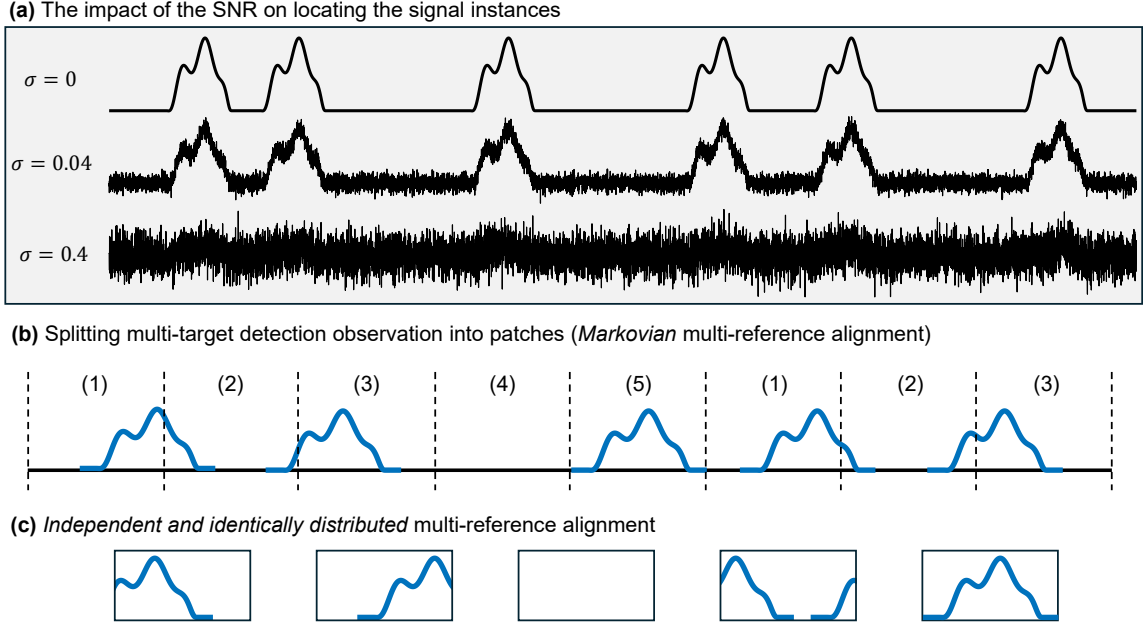 (a) The impact of the SNR on locating the signal instances
σ = 0
σ = 0.04
σ = 0.4
(b) Splitting multi-target detection observation into patches (Markovian multi-reference alignment)
(1) (2) (3) (4) (5) (1) (2) (3)
(c) Independent and identically distributed multi-reference alignment